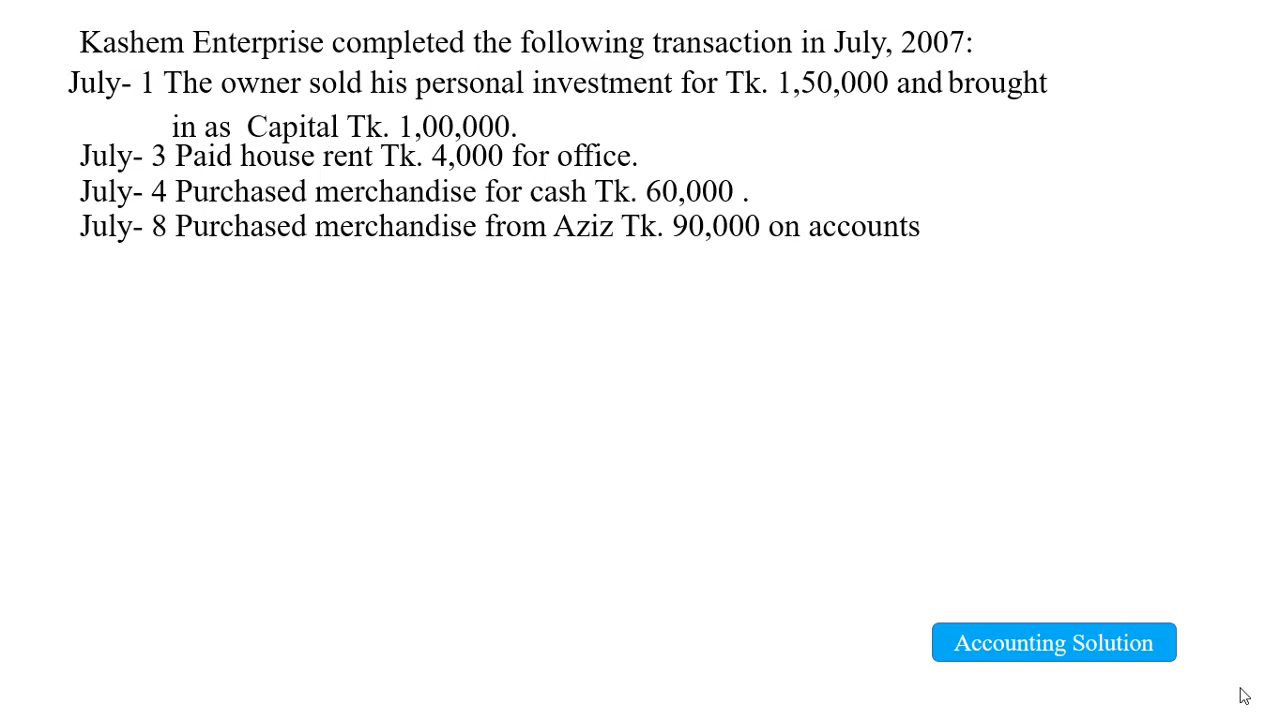 Kashem Enterprise completed the following transaction in July, 2007:
July- 1 The owner sold his personal investment for Tk. 1,50,000 and brought
in as Capital Tk. 1,00,000.
July- 3 Paid house rent Tk. 4,000 for office.
July- 4 Purchased merchandise for cash Tk. 60,000 .
July- 8 Purchased merchandise from Aziz Tk. 90,000 on accounts
Accounting Solution